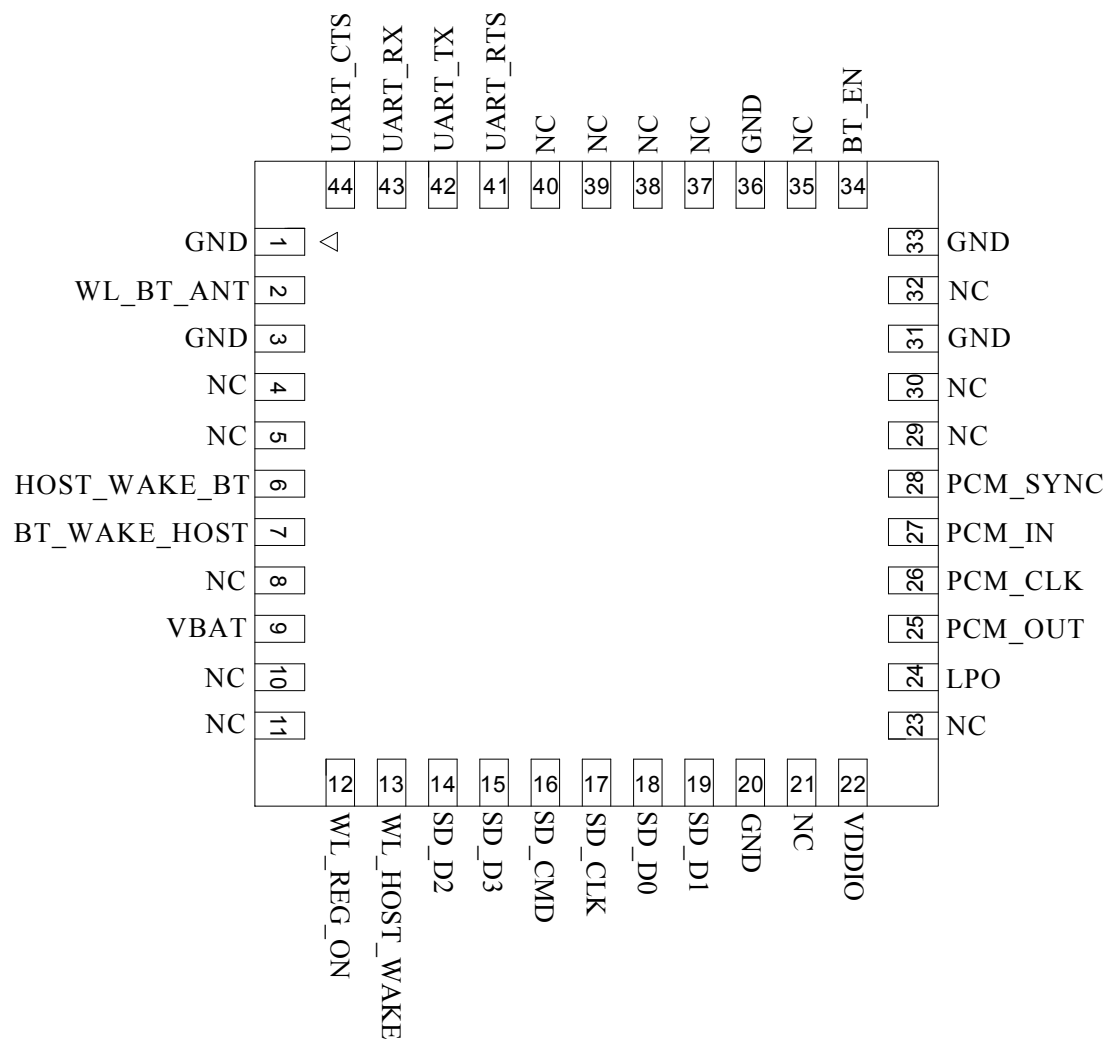 UART_CTS
UART_RX
UART_TX
UART_RTS
NC
NC
NC
NC
GND
NC
BT_EN
44 43 42 41 40 39 38 37 36 35 34
GND 1
WL_BT_ANT 2
GND 3
NC 4
NC 5
HOST_WAKE_BT 6
BT_WAKE_HOST 7
NC 8
VBAT 9
NC 10
NC 11
33 GND
32 NC
31 GND
30 NC
29 NC
28 PCM_SYNC
27 PCM_IN
26 PCM_CLK
25 PCM_OUT
24 LPO
23 NC
12 13 14 15 16 17 18 19 20 21 22
WL_REG_ON
WL_HOST_WAKE
SD_D2
SD_D3
SD_CMD
SD_CLK
SD_D0
SD_D1
GND
NC
VDDIO